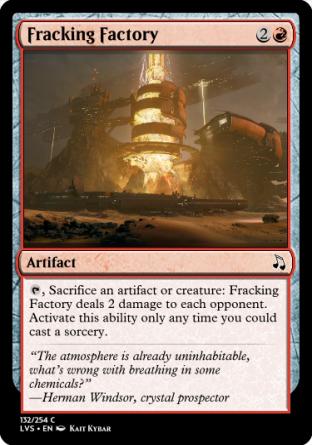 Fracking Factory 2
Artifact
, Sacrifice an artifact or creature: Fracking
Factory deals 2 damage to each opponent.
Activate this ability only any time you could
cast a sorcery.
“The atmosphere is already uninhabitable,
what’s wrong with breathing in some
chemicals?”
—Herman Windsor, crystal prospector
132/254 C
LVS • EN Kait Kybar